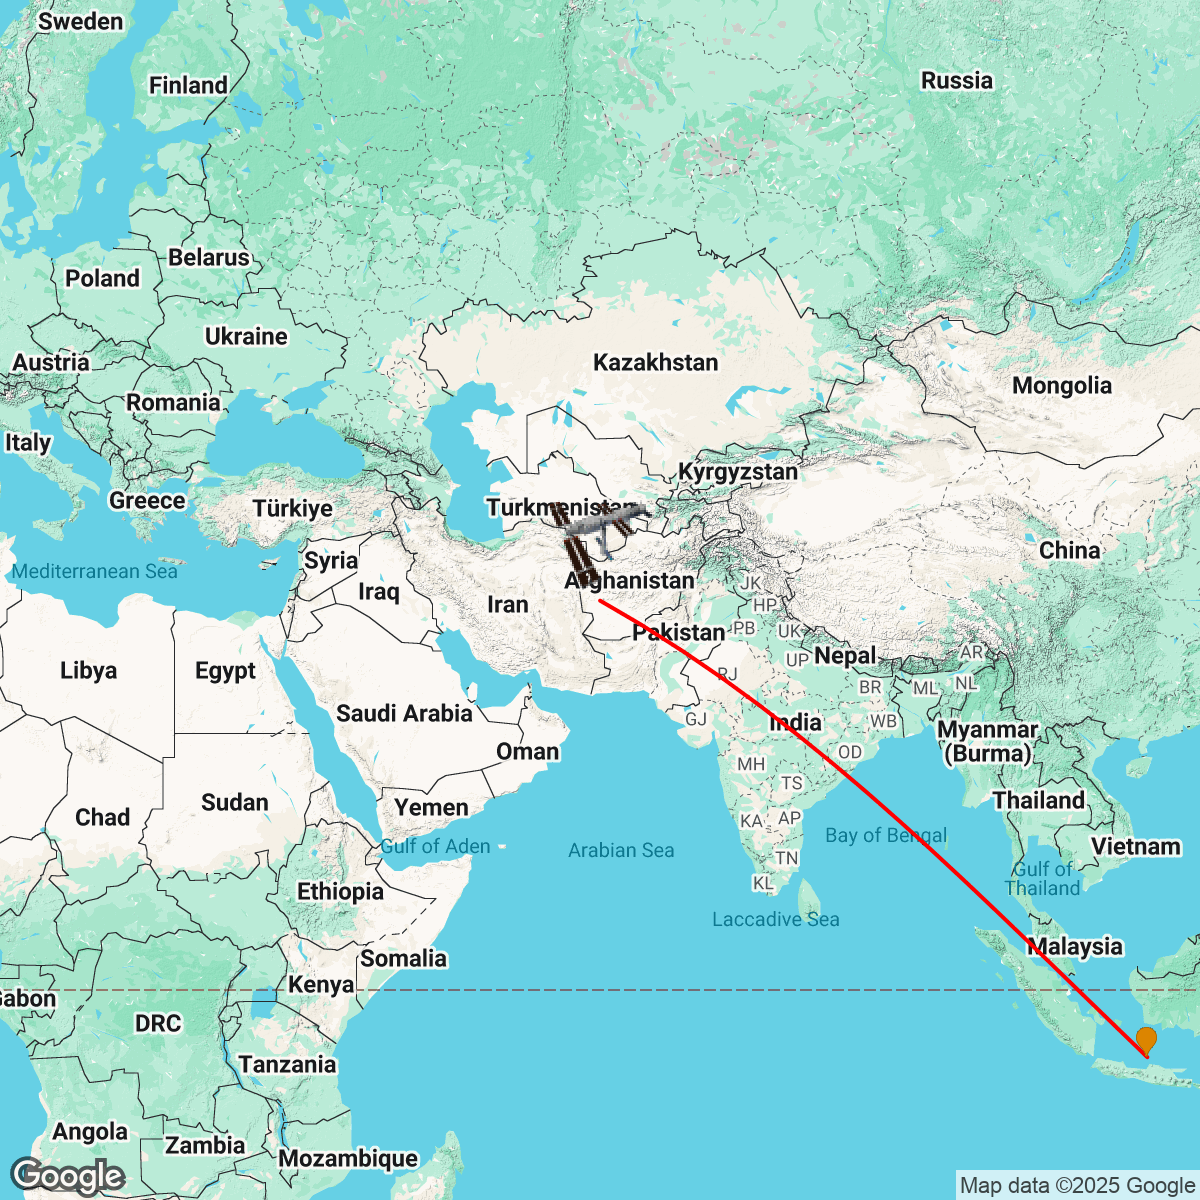 Sweden
Finland
Russia
Belarus
Poland
Ukraine
Austria
Kazakhstan
Mongolia
Romania
Italy
Kyrgyzstan
Greece
Türkiye
Turkmenistan
China
Syria
Mediterranean Sea
Afghanistan
JK
Iraq
Iran
HP
Pakistan
PB
UK
Nepal
AR
UP
Libya
Egypt
RJ
BR
ML
NL
Saudi Arabia
GJ
India
WB
Myanmar
(Burma)
Oman
OD
MH
TS
Sudan
Yemen
Thailand
Chad
KA
AP
Gulf of Aden
Arabian Sea
Bay of Bengal
Vietnam
TN
Gulf of
Thailand
KL
Ethiopia
Laccadive Sea
Malaysia
Somalia
Kenya
Gabon
DRC
Tanzania
Angola
Zambia
Mozambique
Google
Map data ©2025 Google